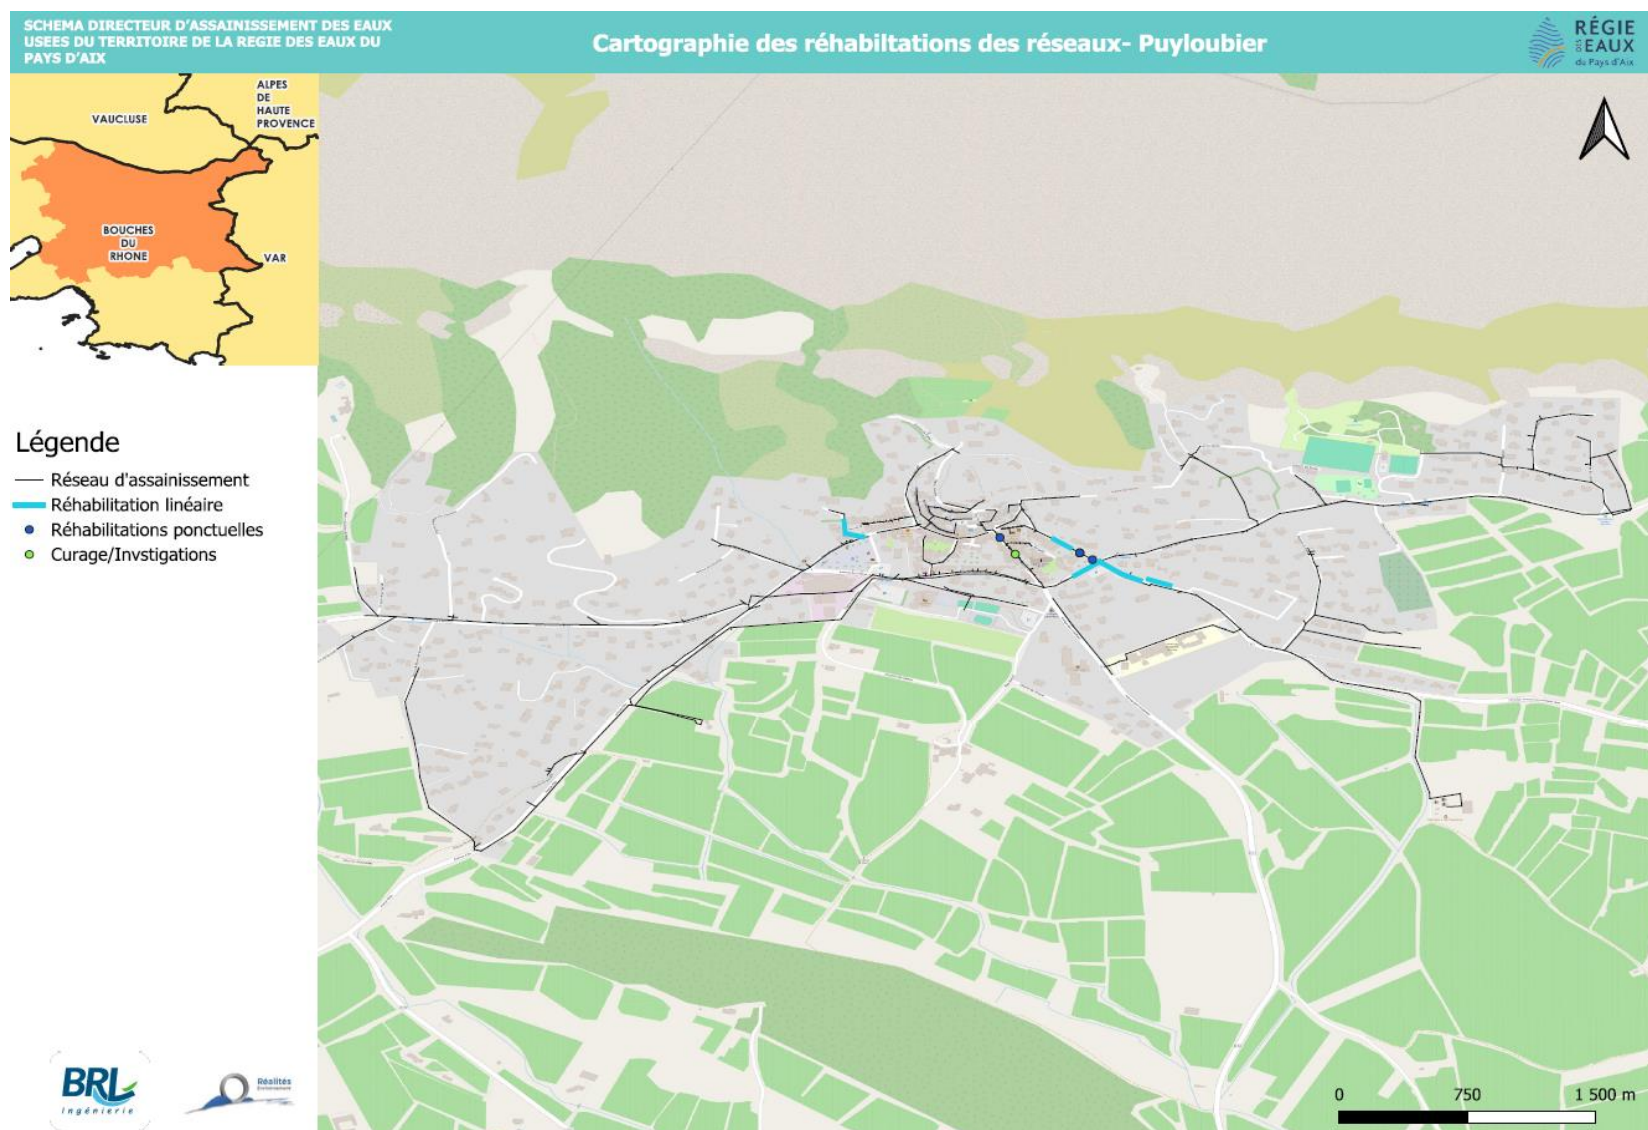 SCHEMA DIRECTEUR D'ASSAINISSEMENT DES EAUX
USEES DU TERRITOIRE DE LA REGIE DES EAUX DU
PAYS D'AIX
Cartographie des réhabiltations des réseaux- Puyloubier
RÉGIE
DES EAUX
du Pays d'Aix
ALPES
DE
HAUTE
PROVENCE
VAUCLUSE
BOUCHES
DU
RHONE
VAR
Légende
Réseau d'assainissement
Réhabilitation linéaire
Réhabilitations ponctuelles
Curage/Invstigations
BRL
Ingénierie
Réalités
Environnement
0 750 1 500 m